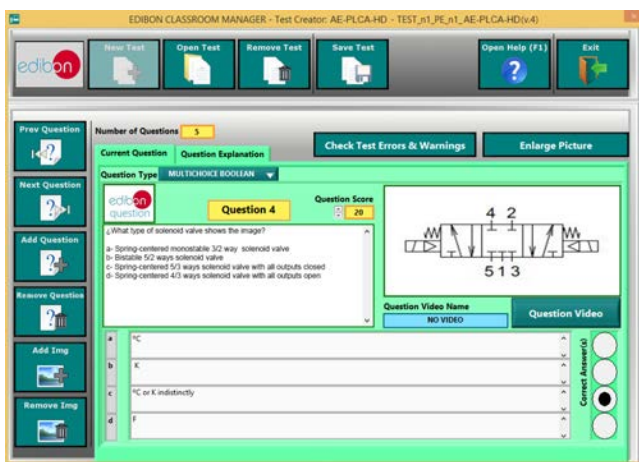 EDIBON CLASSROOM MANAGER - Test Creator: AE-PLCA-HD - TEST_n1_PE_n1_AE-PLCA-HD(v.4)
edibon
New Test
Open Test
Remove Test
Save Test
Open Help (F1)
Exit
Prev Question
Next Question
Add Question
Remove Question
Add Img
Remove Img
Number of Questions 5
Check Test Errors & Warnings
Enlarge Picture
Current Question
Question Explanation
Question Type MULTICHOICE BOOLEAN
edibon
question
Question 4
Question Score
20
¿What type of solenoid valve shows the image?
a- Spring-centered monostable 3/2 way solenoid valve
b- Bistable 5/2 ways solenoid valve
c- Spring-centered 5/3 ways solenoid valve with all outputs closed
d- Spring-centered 4/3 ways solenoid valve with all outputs open
4 2
5 1 3
Question Video Name
NO VIDEO
Question Video
a ºC
b K
c ºC or K indistinctly
d F
Correct Answer(s)